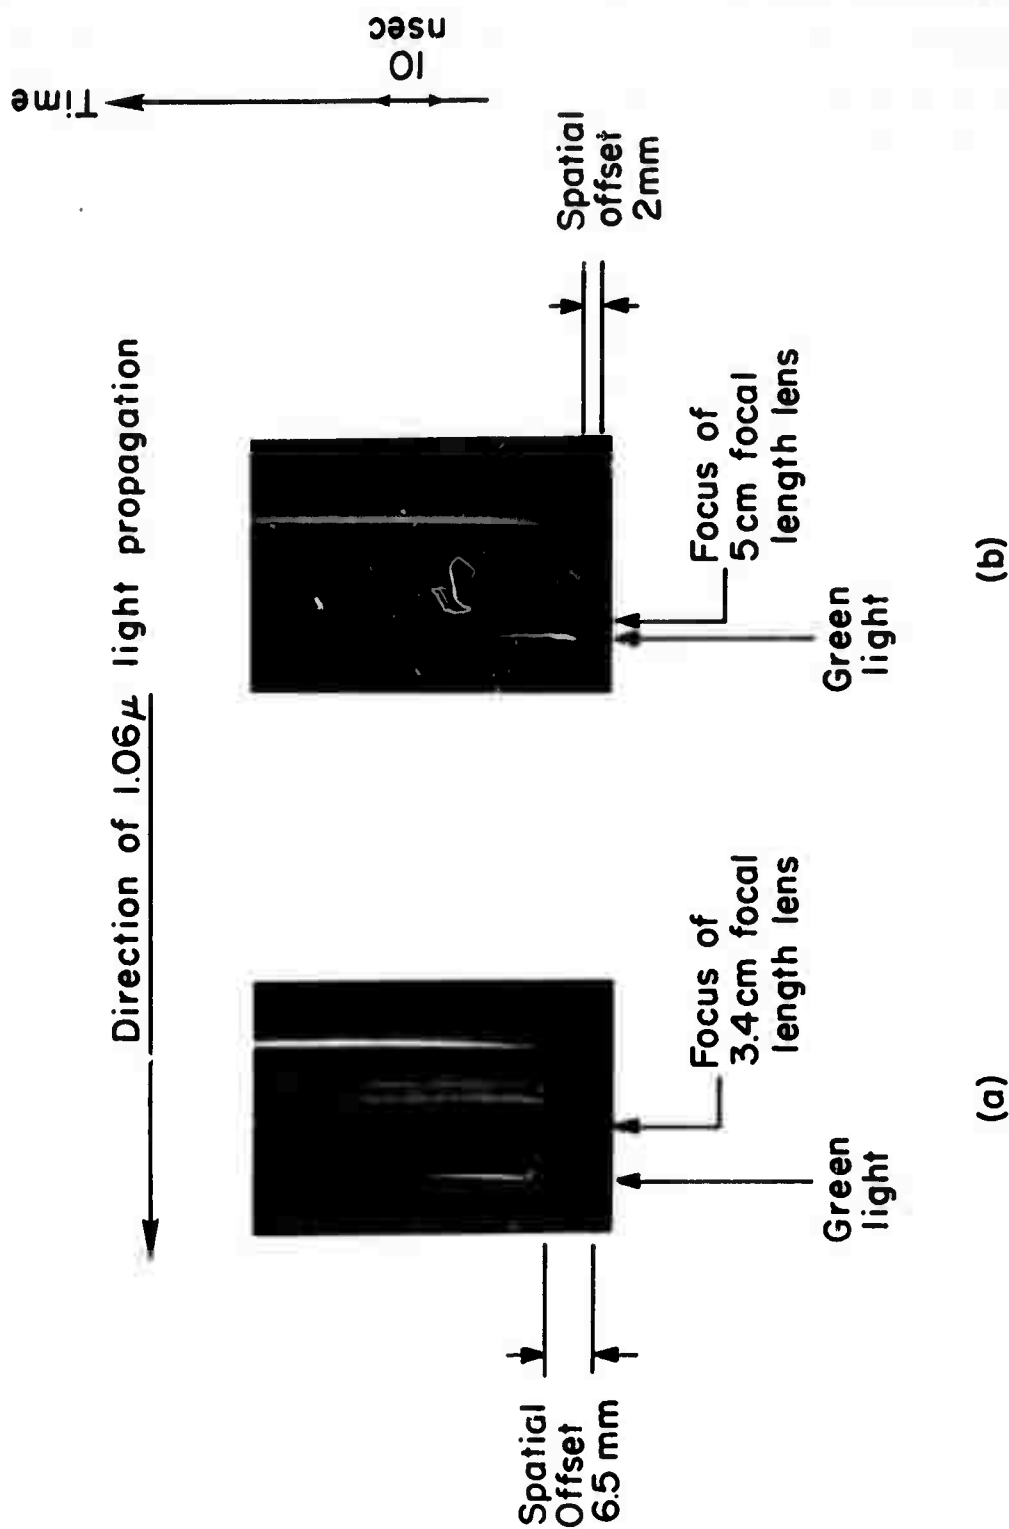 Direction of 1.06μ light propagation
Time
10
nsec
Spatial
Offset
6.5 mm
Green
light
Focus of
3.4cm focal
length lens
(a)
Green
light
Focus of
5cm focal
length lens
Spatial
offset
2mm
(b)